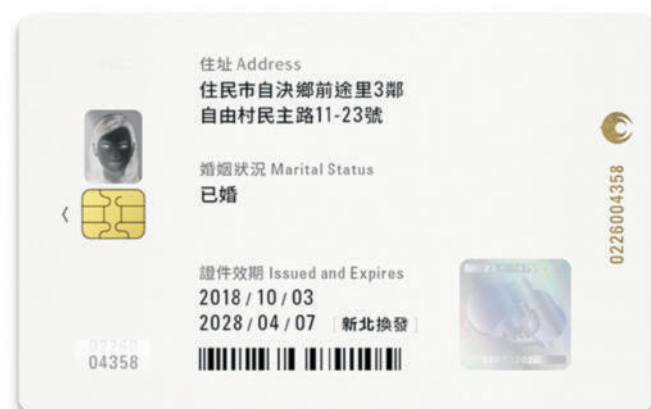 住址 Address
住民市自決鄉前途里3鄰
自由村民主路11-23號
婚姻狀況 Marital Status
已婚
證件效期 Issued and Expires
2018 / 10 / 03
2028 / 04 / 07 新北換發
04358
0226004358